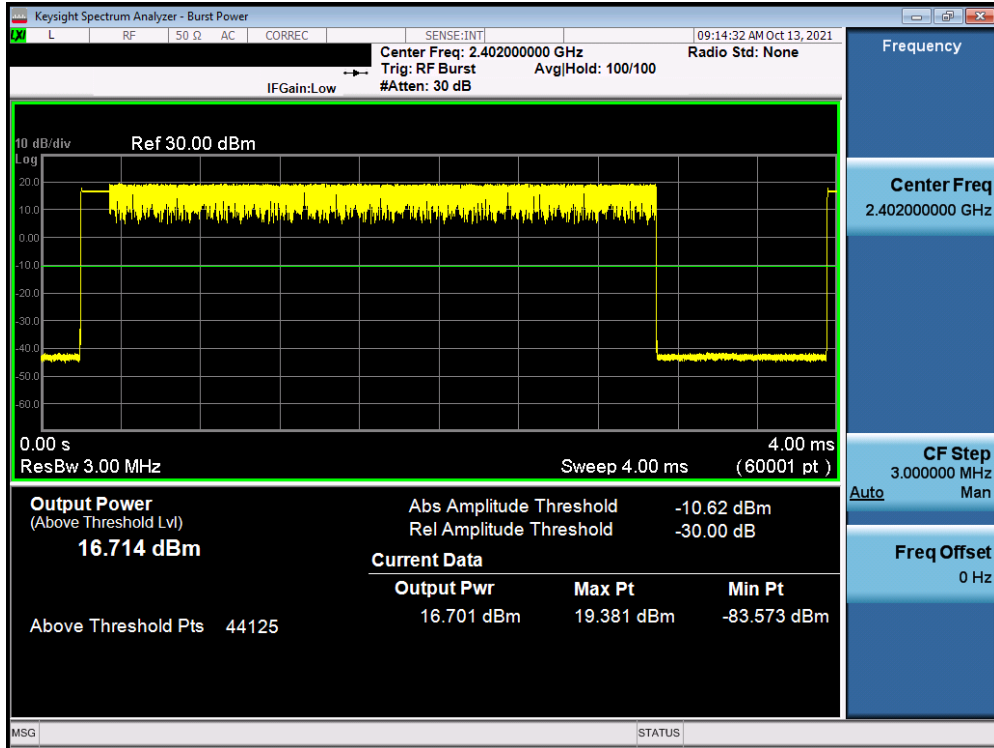 Keysight Spectrum Analyzer - Burst Power
LXI L RF 50 Ω AC CORREC SENSE:INT 09:14:32 AM Oct 13, 2021
Center Freq: 2.402000000 GHz Radio Std: None
Trig: RF Burst Avg|Hold: 100/100
IFGain:Low #Atten: 30 dB
10 dB/div Ref 30.00 dBm
Log
20.0
10.0
0.00
-10.0
-20.0
-30.0
-40.0
-50.0
-60.0
0.00 s 4.00 ms
ResBw 3.00 MHz Sweep 4.00 ms (60001 pt)
Output Power
(Above Threshold Lvl)
16.714 dBm
Above Threshold Pts 44125
Abs Amplitude Threshold -10.62 dBm
Rel Amplitude Threshold -30.00 dB
Current Data
Output Pwr Max Pt Min Pt
16.701 dBm 19.381 dBm -83.573 dBm
Frequency
Center Freq
2.402000000 GHz
CF Step
3.000000 MHz
Auto Man
Freq Offset
0 Hz
MSG STATUS